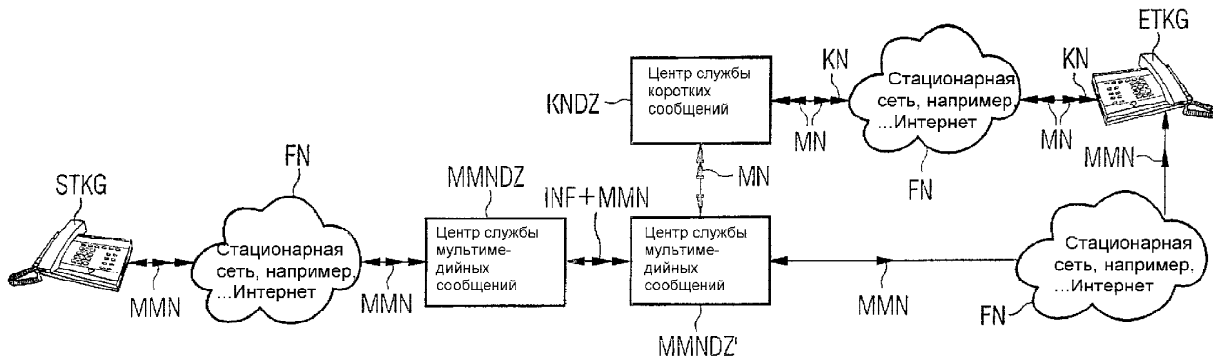 ETKG
KN
KN
Центр службы
коротких
сообщений
Стационарная
сеть, например,
...Интернет
KNDZ
MN
MN
MMN
FN
FN
STKG
MMNDZ
INF+MMN
MN
Центр службы
мультиме-
дийных
сообщений
Центр службы
мультиме-
дийных
сообщений
Стационарная
сеть, например,
...Интернет
Стационарная
сеть, например,
...Интернет
MMN
MMN
MMN
FN
MMNDZ'